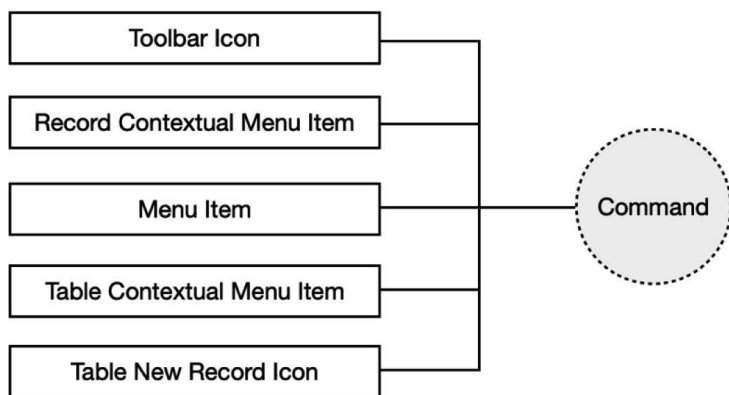 Toolbar Icon
Record Contextual Menu Item
Menu Item
Command
Table Contextual Menu Item
Table New Record Icon